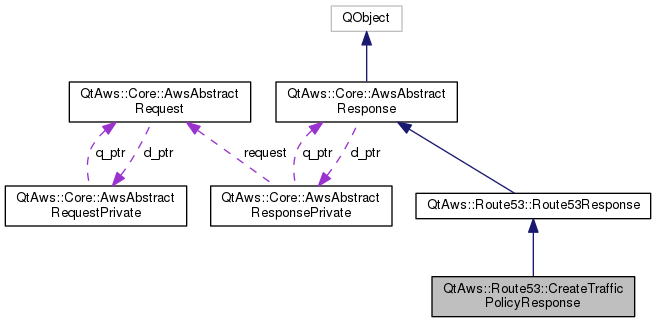 QObject
QtAws::Core::AwsAbstract
Request
QtAws::Core::AwsAbstract
Response
q_ptr
d_ptr
request
q_ptr
d_ptr
QtAws::Core::AwsAbstract
RequestPrivate
QtAws::Core::AwsAbstract
ResponsePrivate
QtAws::Route53::Route53Response
QtAws::Route53::CreateTraffic
PolicyResponse